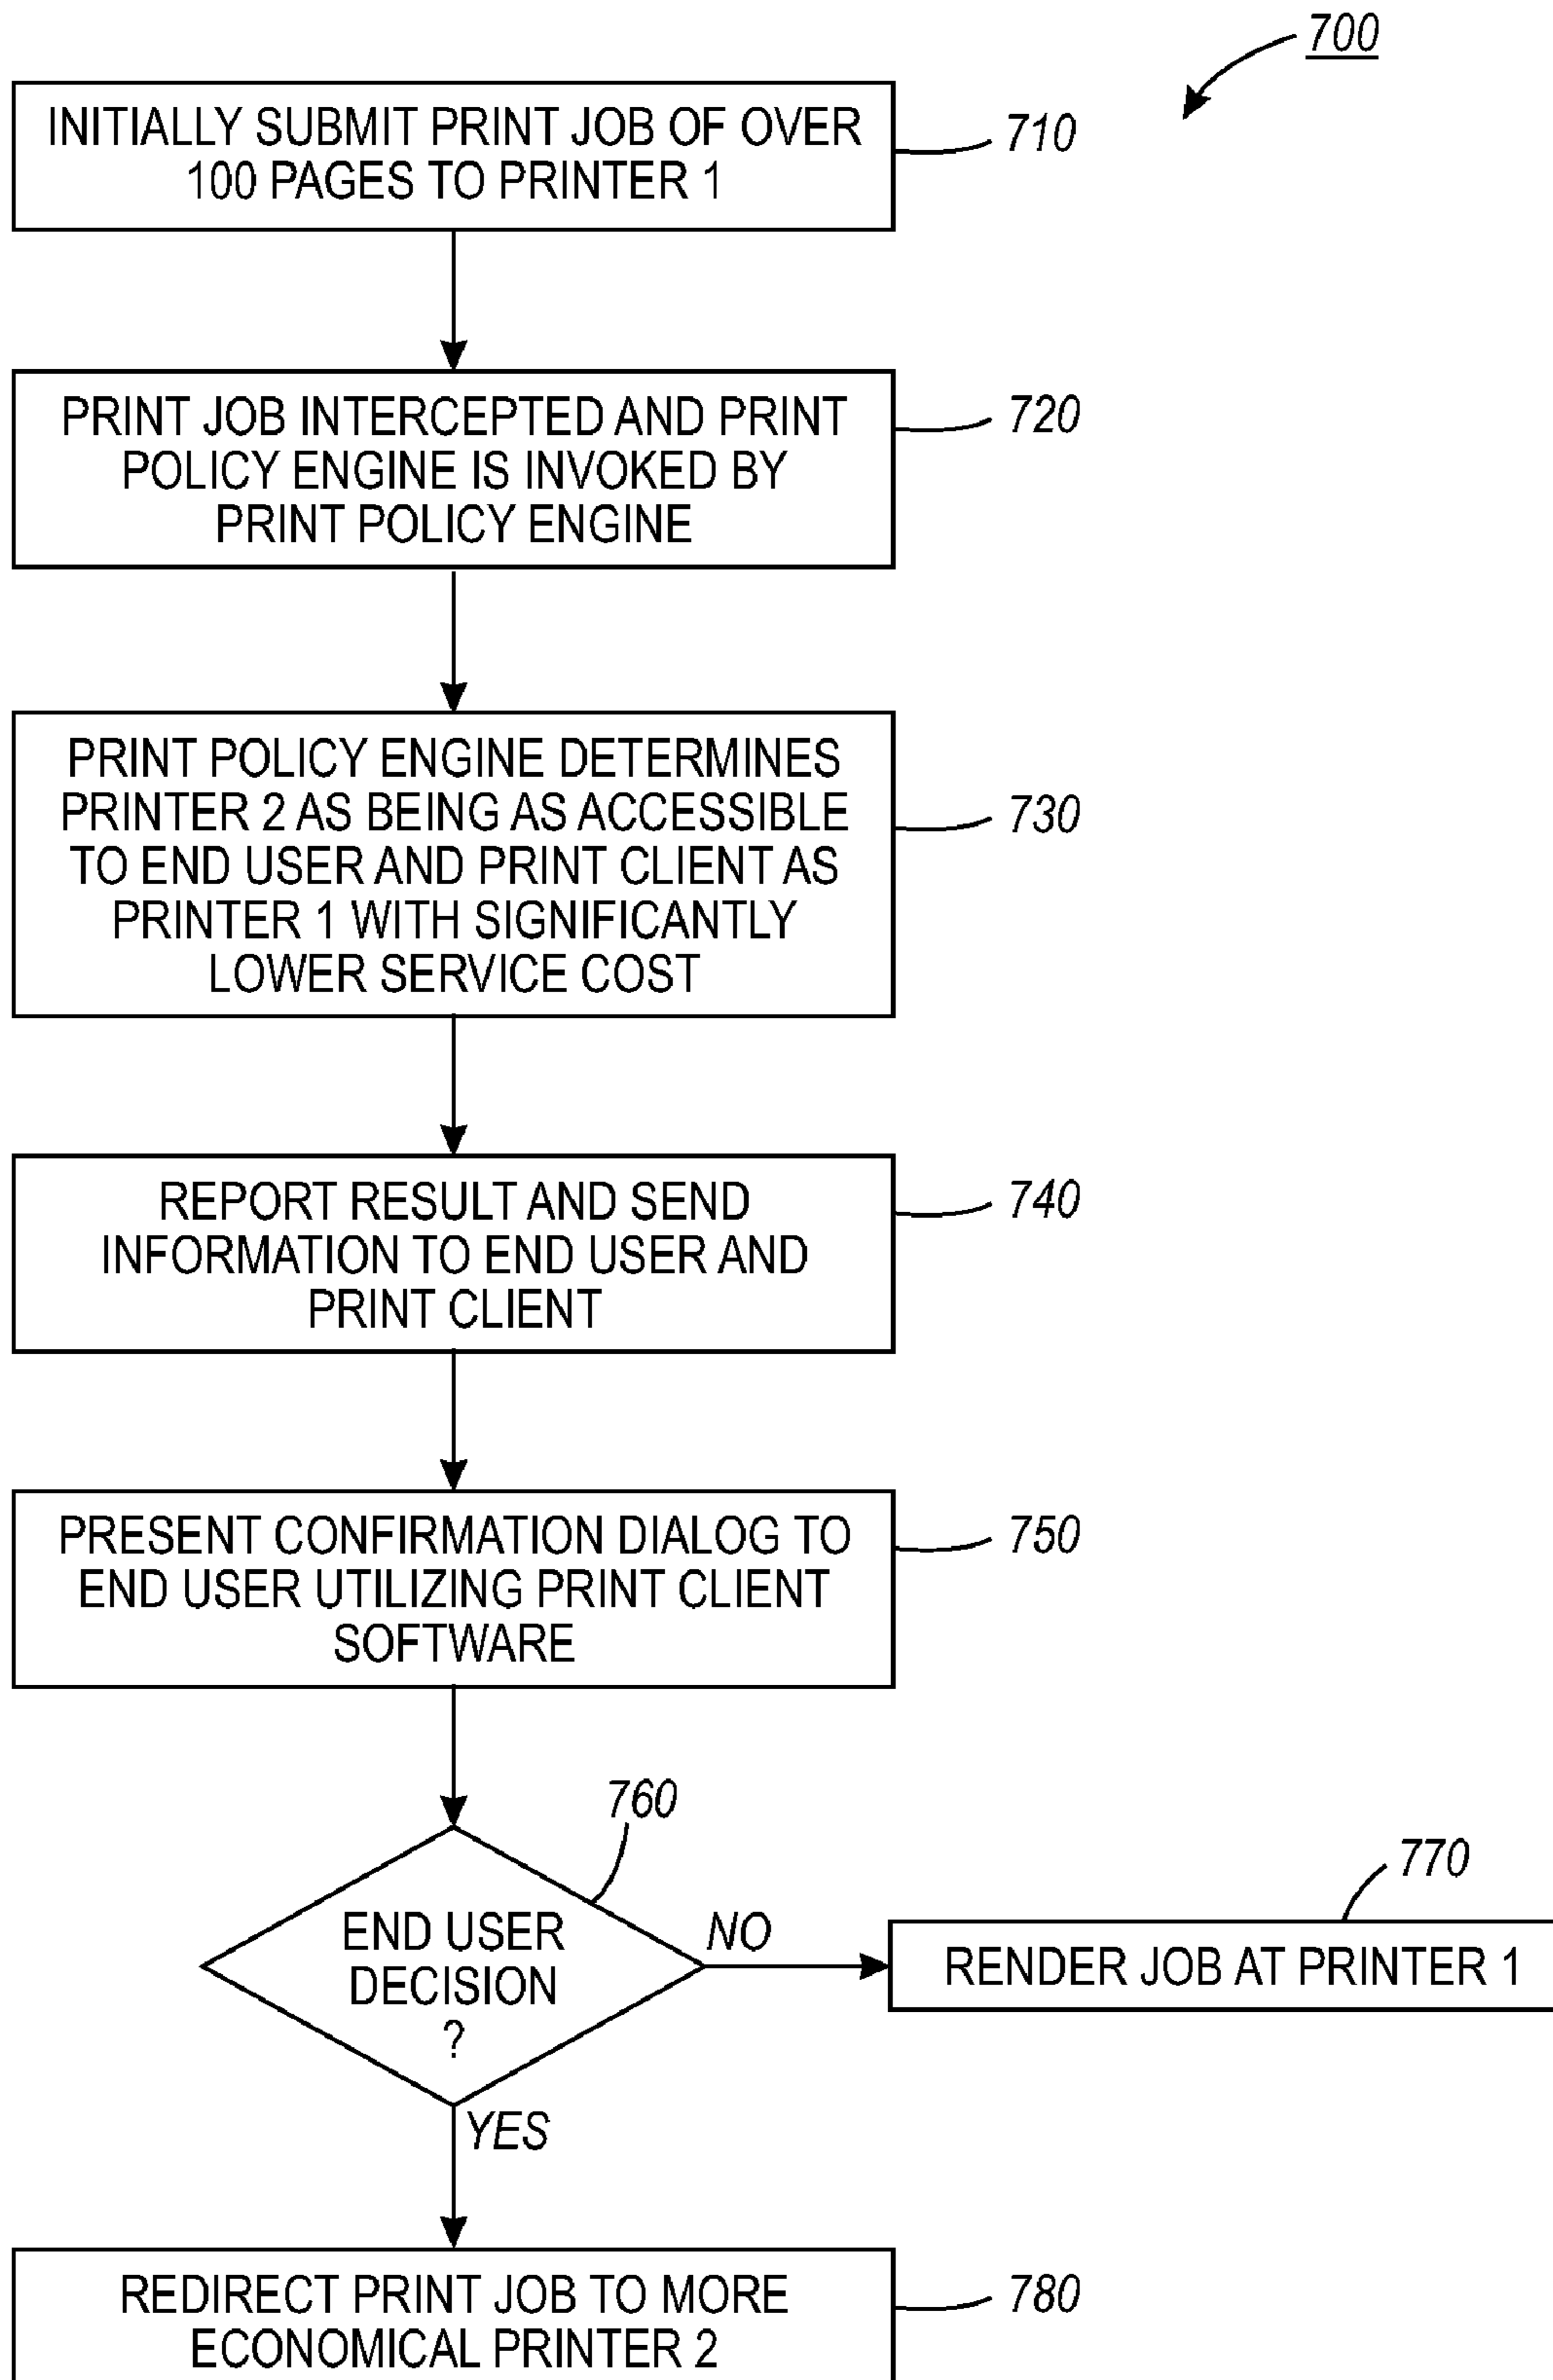 700
INITIALLY SUBMIT PRINT JOB OF OVER
100 PAGES TO PRINTER 1
710
PRINT JOB INTERCEPTED AND PRINT
POLICY ENGINE IS INVOKED BY
PRINT POLICY ENGINE
720
PRINT POLICY ENGINE DETERMINES
PRINTER 2 AS BEING AS ACCESSIBLE
TO END USER AND PRINT CLIENT AS
PRINTER 1 WITH SIGNIFICANTLY
LOWER SERVICE COST
730
REPORT RESULT AND SEND
INFORMATION TO END USER AND
PRINT CLIENT
740
PRESENT CONFIRMATION DIALOG TO
END USER UTILIZING PRINT CLIENT
SOFTWARE
750
760
END USER
DECISION
?
NO
770
RENDER JOB AT PRINTER 1
YES
REDIRECT PRINT JOB TO MORE
ECONOMICAL PRINTER 2
780